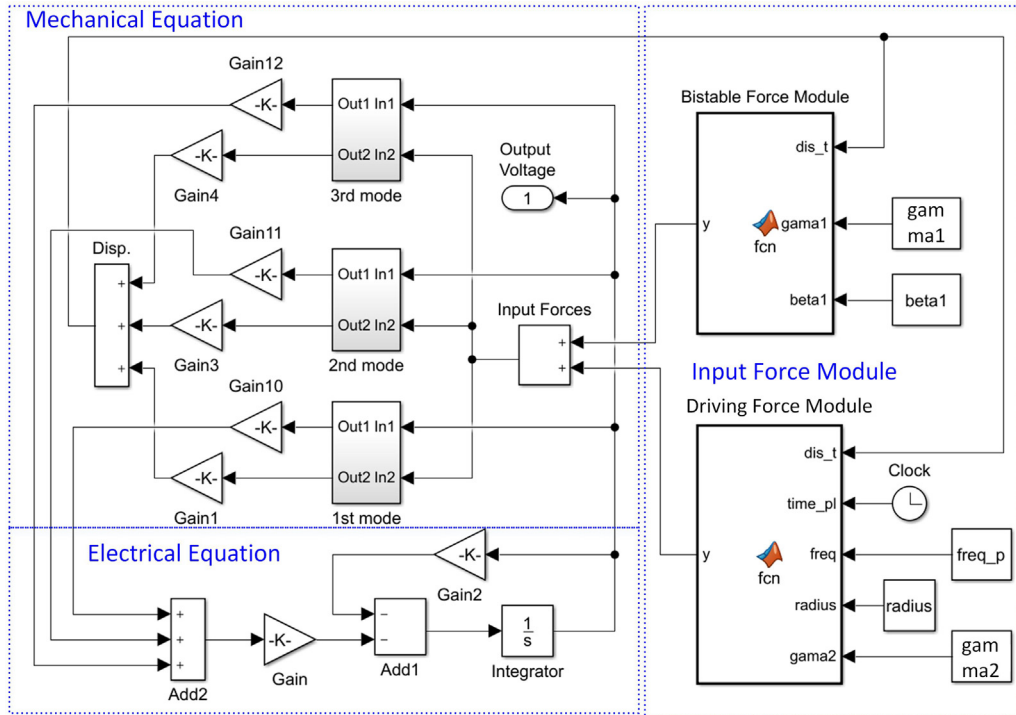 Mechanical Equation
Gain12
-K-
Out1 In1
Out2 In2
3rd mode
-K-
Gain4
Output
Voltage
1
Gain11
-K-
Out1 In1
Out2 In2
2nd mode
Disp.
+
+
+
-K-
Gain3
Input Forces
+
+
Gain10
-K-
Out1 In1
Out2 In2
1st mode
-K-
Gain1
Bistable Force Module
dis_t
y
fcn
gama1
beta1
gam
ma1
beta1
Input Force Module
Driving Force Module
dis_t
Clock
time_pl
y
fcn
freq
freq_p
radius
radius
gama2
gam
ma2
Electrical Equation
-K-
Gain2
+
+
+
Add2
-K-
Gain
−
−
Add1
1
s
Integrator